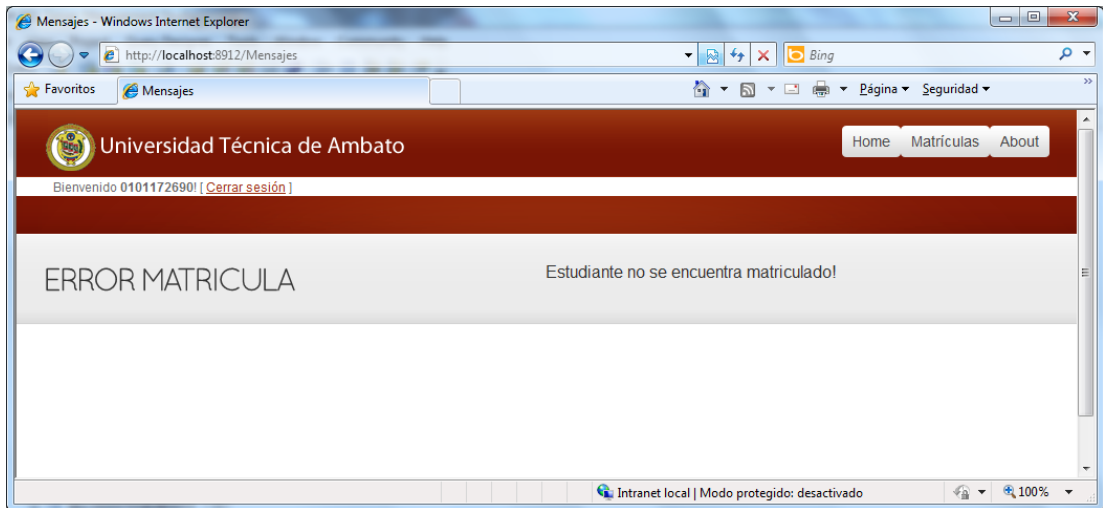 Mensajes - Windows Internet Explorer
http://localhost:8912/Mensajes
Bing
Favoritos
Mensajes
Página
Seguridad
Universidad Técnica de Ambato
Home Matrículas About
Bienvenido 0101172690! [ Cerrar sesión ]
ERROR MATRICULA
Estudiante no se encuentra matriculado!
Intranet local | Modo protegido: desactivado
100%